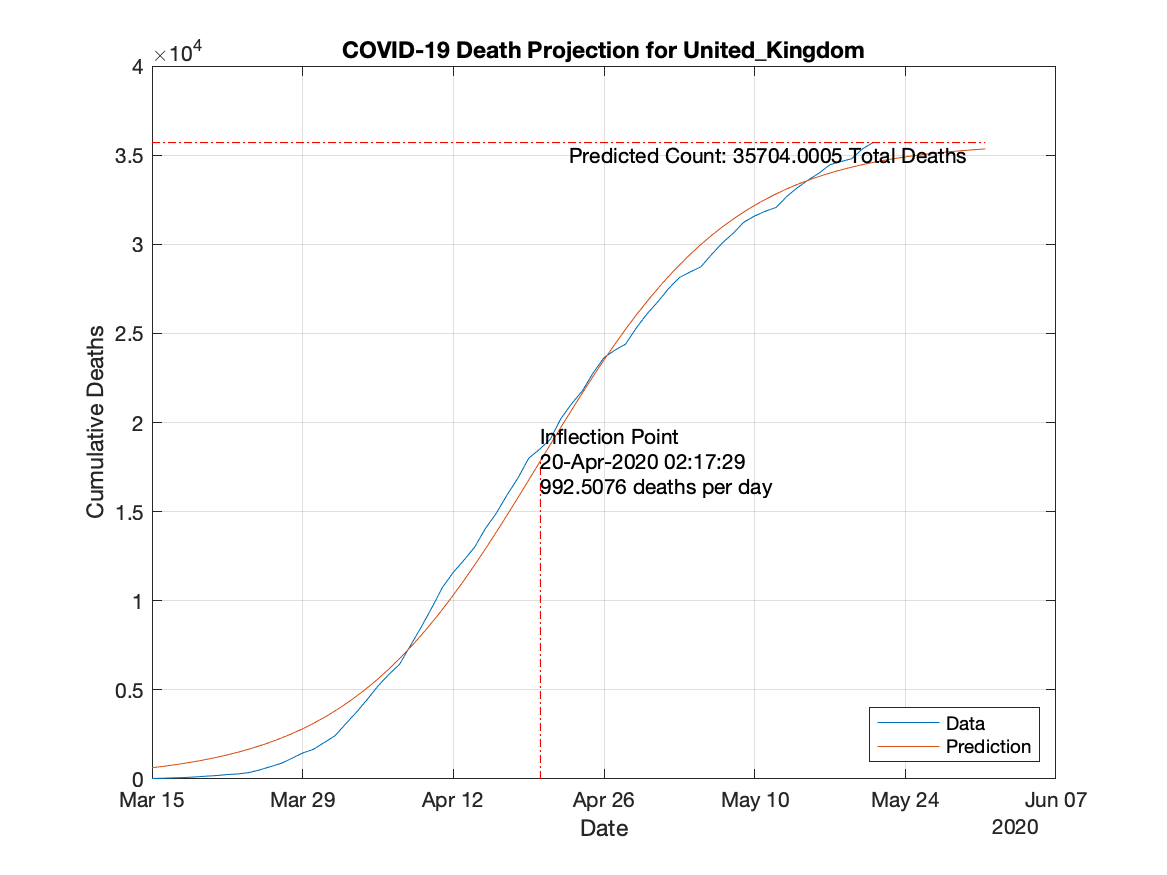 COVID-19 Death Projection for United_Kingdom
×10⁴
4
3.5
3
2.5
2
1.5
1
0.5
0
Cumulative Deaths
Predicted Count: 35704.0005 Total Deaths
Inflection Point
20-Apr-2020 02:17:29
992.5076 deaths per day
Data
Prediction
Mar 15 Mar 29 Apr 12 Apr 26 May 10 May 24 Jun 07
Date
2020